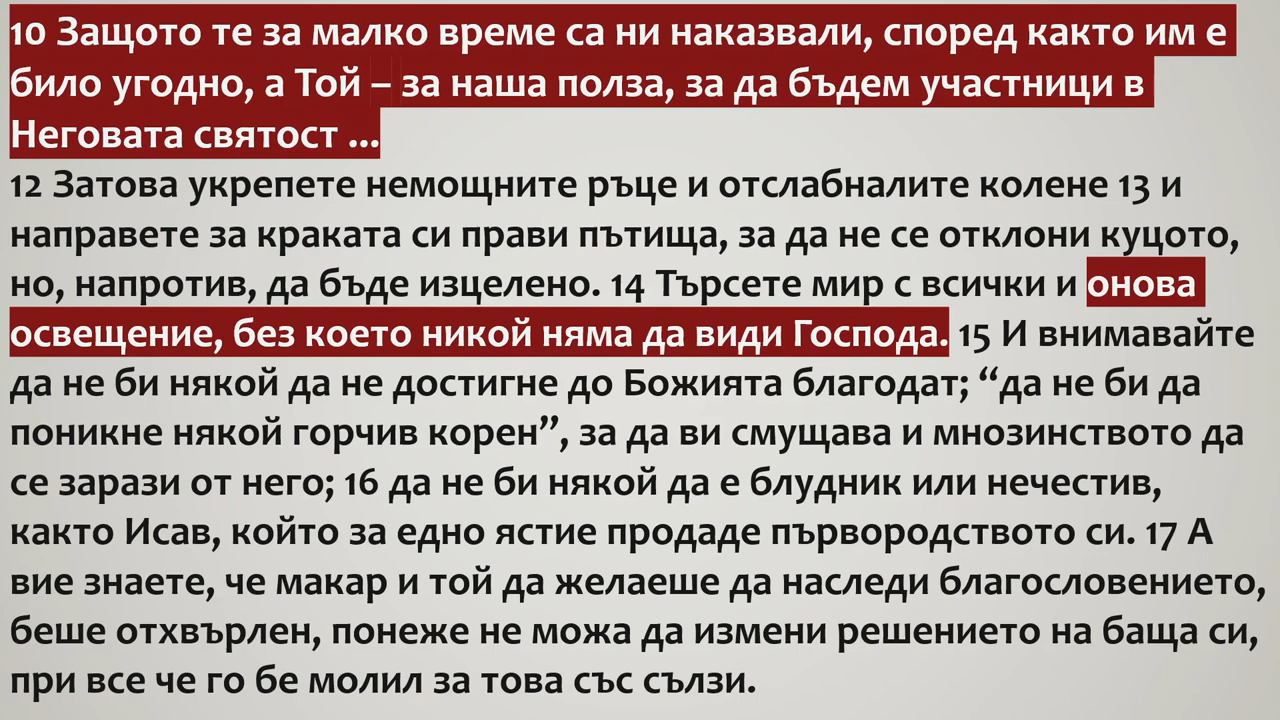 10 Защото те за малко време са ни наказвали, според както им е
било угодно, а Той – за наша полза, за да бъдем участници в
Неговата святост ...
12 Затова укрепете немощните ръце и отслабналите колене 13 и
направете за краката си прави пътища, за да не се отклони куцото,
но, напротив, да бъде изцелено. 14 Търсете мир с всички и онова
освещение, без което никой няма да види Господа. 15 И внимавайте
да не би някой да не достигне до Божията благодат; “да не би да
поникне някой горчив корен”, за да ви смущава и мнозинството да
се зарази от него; 16 да не би някой да е блудник или нечестив,
както Исав, който за едно ястие продаде първородството си. 17 А
вие знаете, че макар и той да желаеше да наследи благословението,
беше отхвърлен, понеже не можа да измени решението на баща си,
при все че го бе молил за това със сълзи.